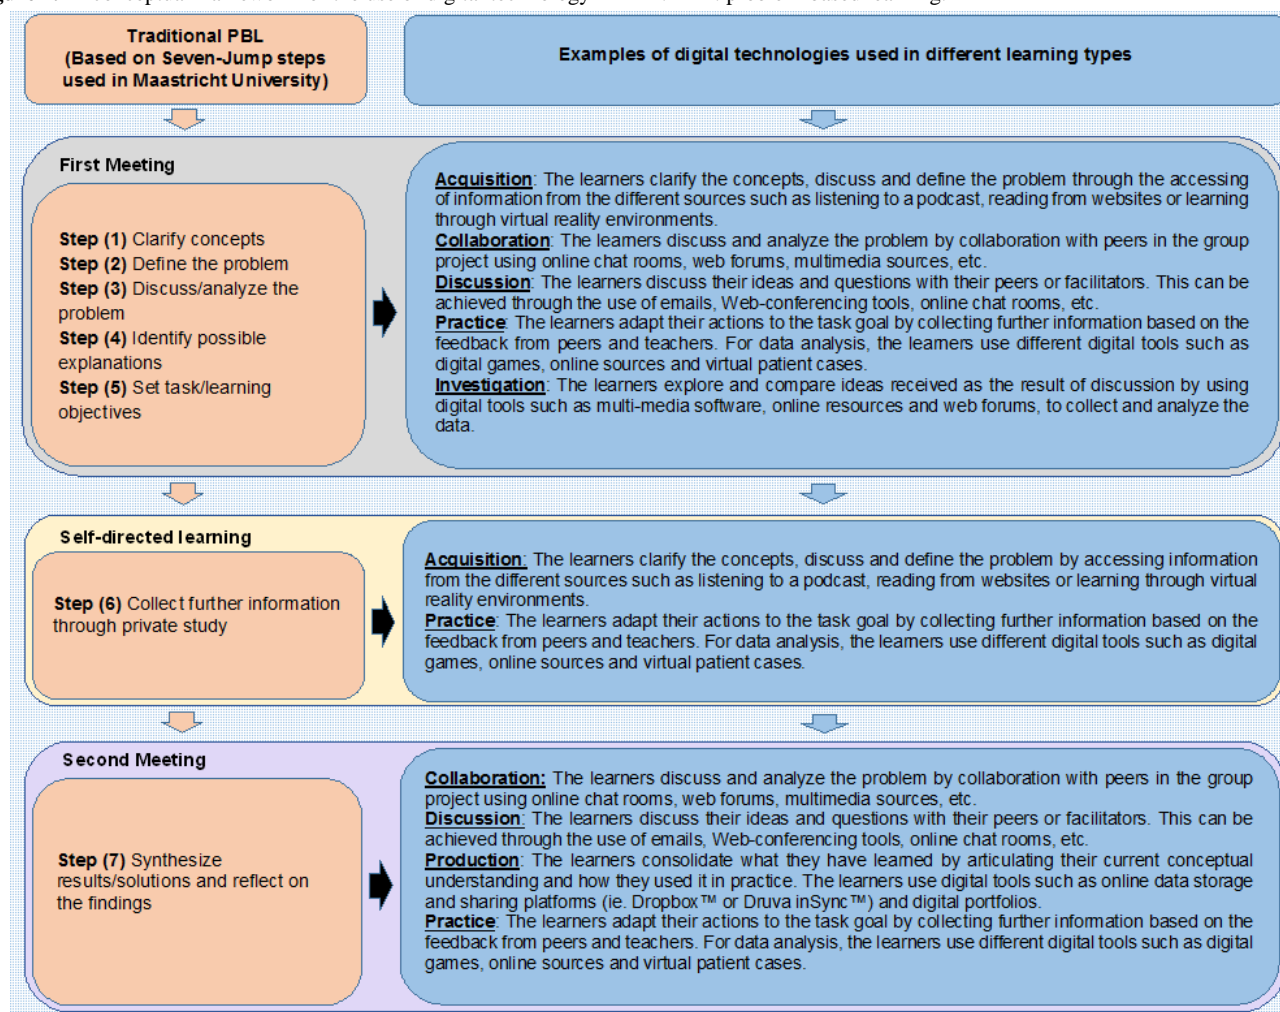 Traditional PBL
(Based on Seven-Jump steps
used in Maastricht University)
Examples of digital technologies used in different learning types
First Meeting
Step (1) Clarify concepts
Step (2) Define the problem
Step (3) Discuss/analyze the
problem
Step (4) Identify possible
explanations
Step (5) Set task/learning
objectives
Acquisition: The learners clarify the concepts, discuss and define the problem through the accessing
of information from the different sources such as listening to a podcast, reading from websites or learning
through virtual reality environments.
Collaboration: The learners discuss and analyze the problem by collaboration with peers in the group
project using online chat rooms, web forums, multimedia sources, etc.
Discussion: The learners discuss their ideas and questions with their peers or facilitators. This can be
achieved through the use of emails, Web-conferencing tools, online chat rooms, etc.
Practice: The learners adapt their actions to the task goal by collecting further information based on the
feedback from peers and teachers. For data analysis, the learners use different digital tools such as
digital games, online sources and virtual patient cases.
Investigation: The learners explore and compare ideas received as the result of discussion by using
digital tools such as multi-media software, online resources and web forums, to collect and analyze the
data.
Self-directed learning
Step (6) Collect further information
through private study
Acquisition: The learners clarify the concepts, discuss and define the problem by accessing information
from the different sources such as listening to a podcast, reading from websites or learning through virtual
reality environments.
Practice: The learners adapt their actions to the task goal by collecting further information based on the
feedback from peers and teachers. For data analysis, the learners use different digital tools such as digital
games, online sources and virtual patient cases.
Second Meeting
Step (7) Synthesize
results/solutions and reflect on
the findings
Collaboration: The learners discuss and analyze the problem by collaboration with peers in the group
project using online chat rooms, web forums, multimedia sources, etc.
Discussion: The learners discuss their ideas and questions with their peers or facilitators. This can be
achieved through the use of emails, Web-conferencing tools, online chat rooms, etc.
Production: The learners consolidate what they have learned by articulating their current conceptual
understanding and how they used it in practice. The learners use digital tools such as online data storage
and sharing platforms (ie. Dropbox™ or Druva inSync™) and digital portfolios.
Practice: The learners adapt their actions to the task goal by collecting further information based on the
feedback from peers and teachers. For data analysis, the learners use different digital tools such as digital
games, online sources and virtual patient cases.